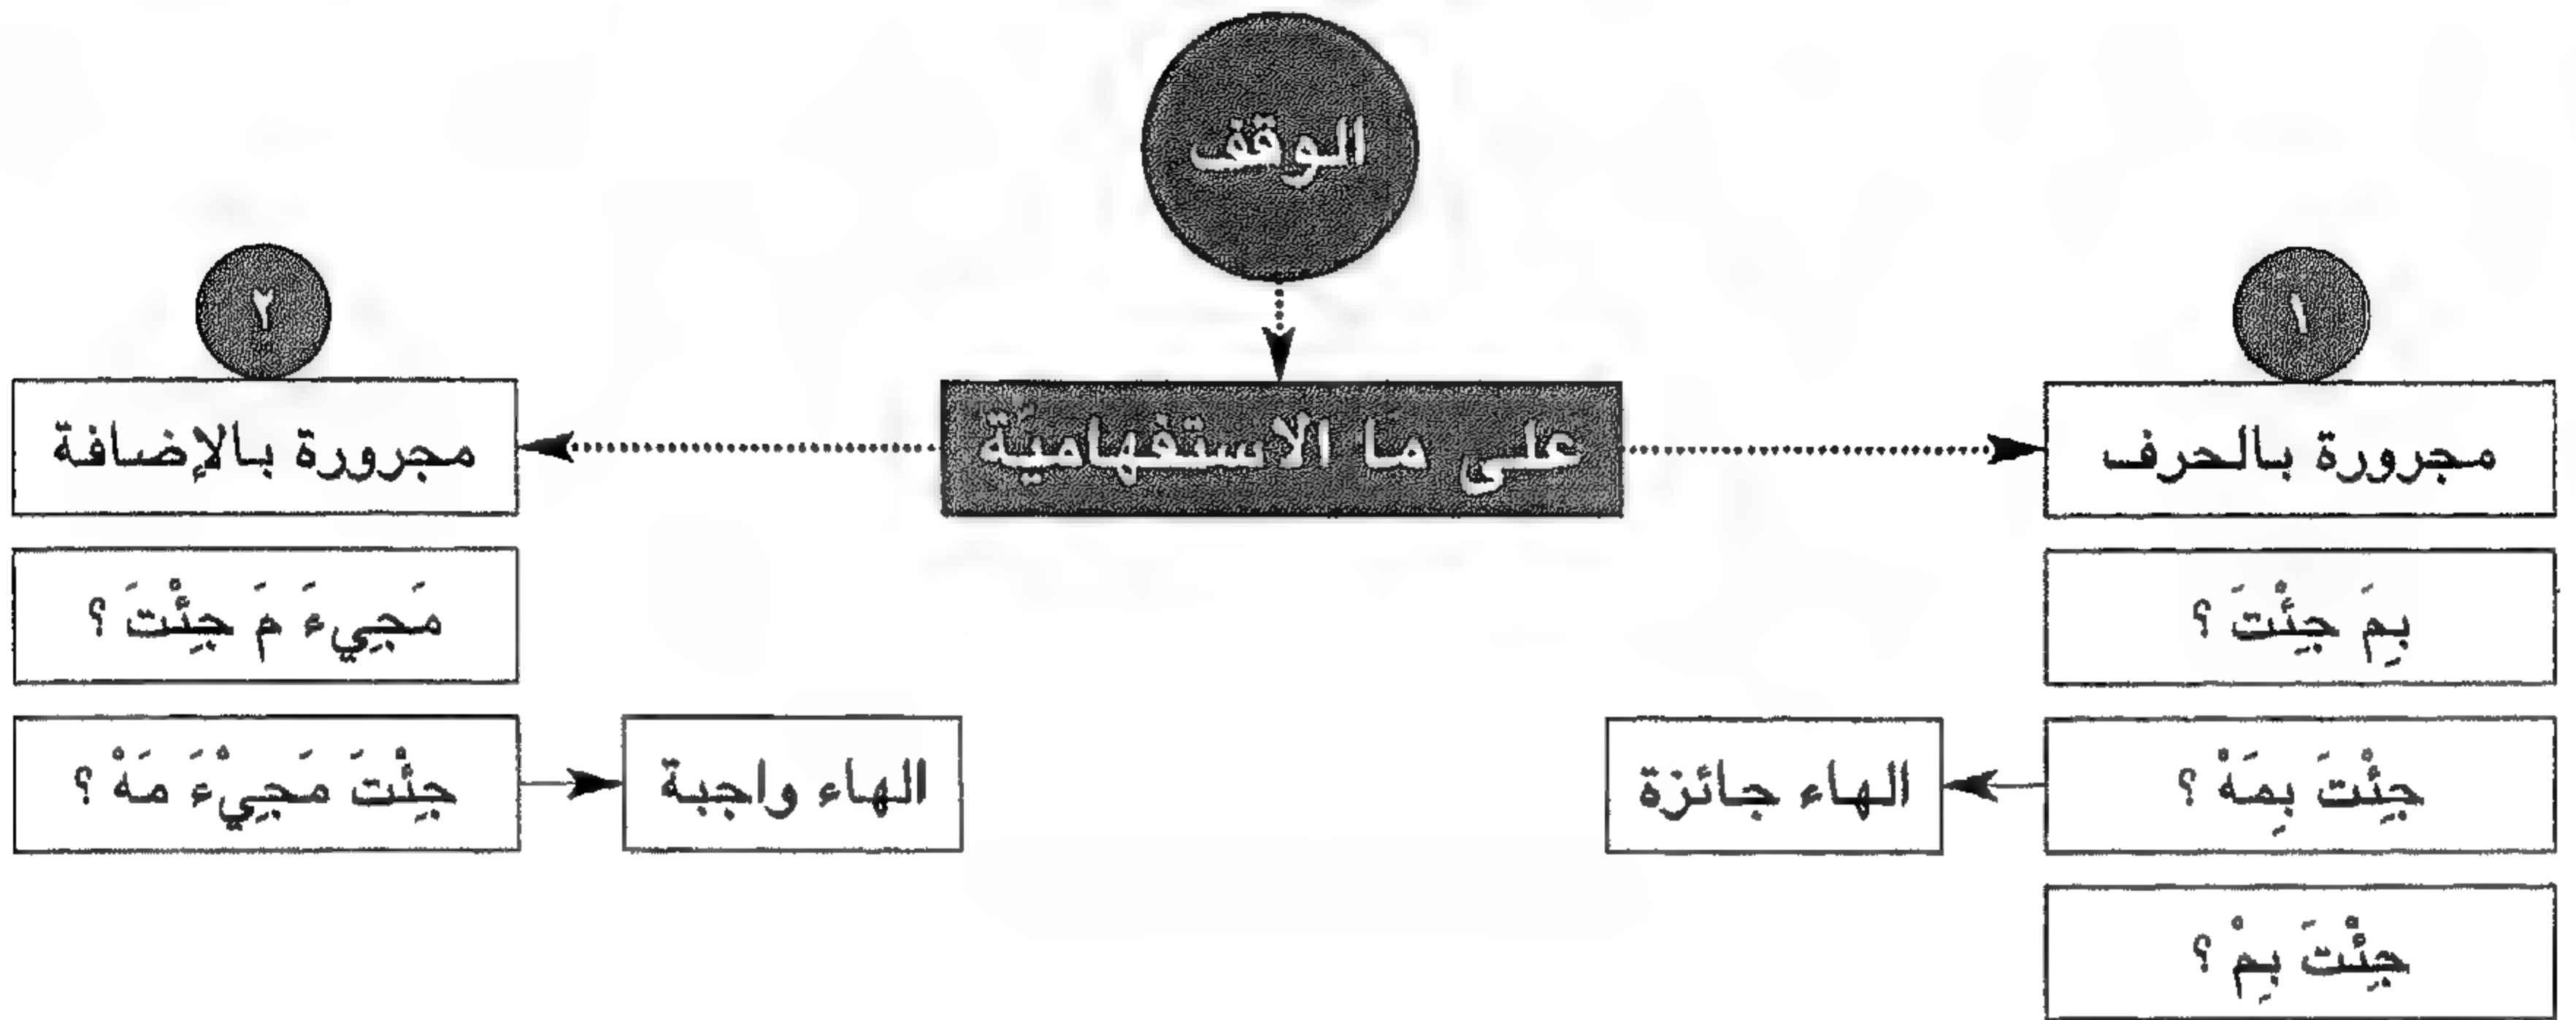 الوقف
على ما الاستفهاميّة
١
مجرورة بالحرف
بِمَ جِئْتَ ؟
جِئْتَ بِمَهْ ؟
الهاء جائزة
جِئْتَ بِمْ ؟
٢
مجرورة بالإضافة
مَجِيءَ مَ جِئْتَ ؟
جِئْتَ مَجِيْءَ مَهْ ؟
الهاء واجبة